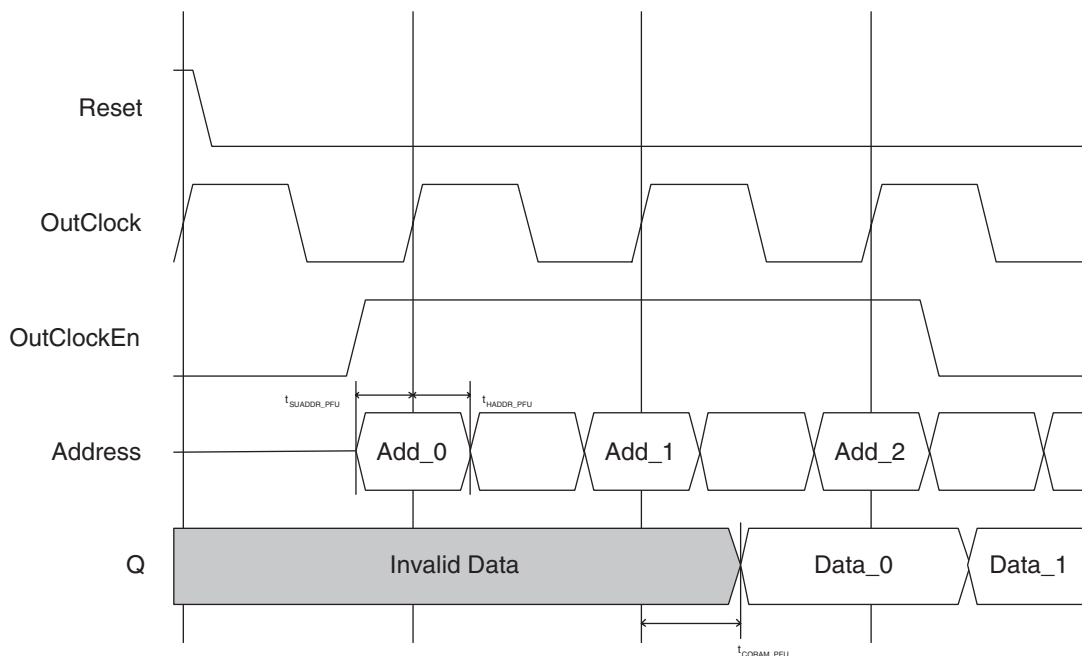 Reset
OutClock
OutClockEn
tSUADDR_PFU tHADDR_PFU
Address Add_0 Add_1 Add_2
Q Invalid Data Data_0 Data_1
tCORAM_PFU